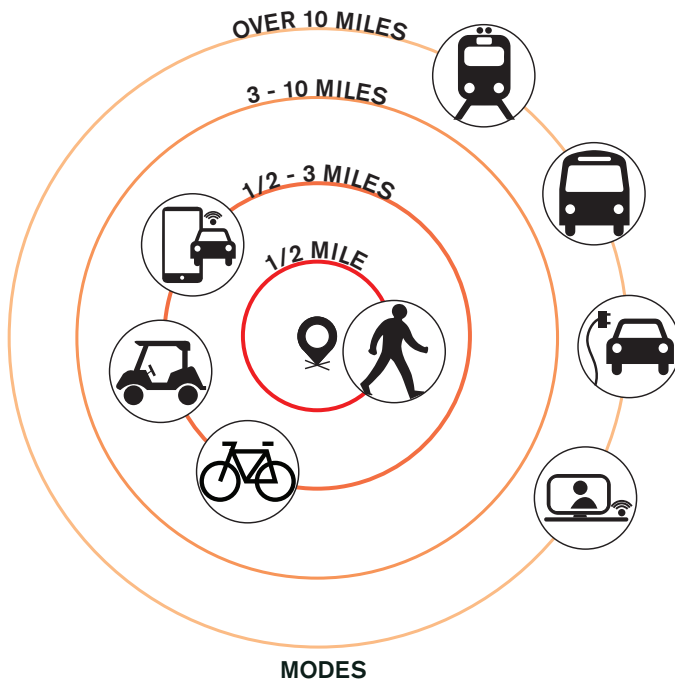 OVER 10 MILES
3 - 10 MILES
1/2 - 3 MILES
1/2 MILE
MODES